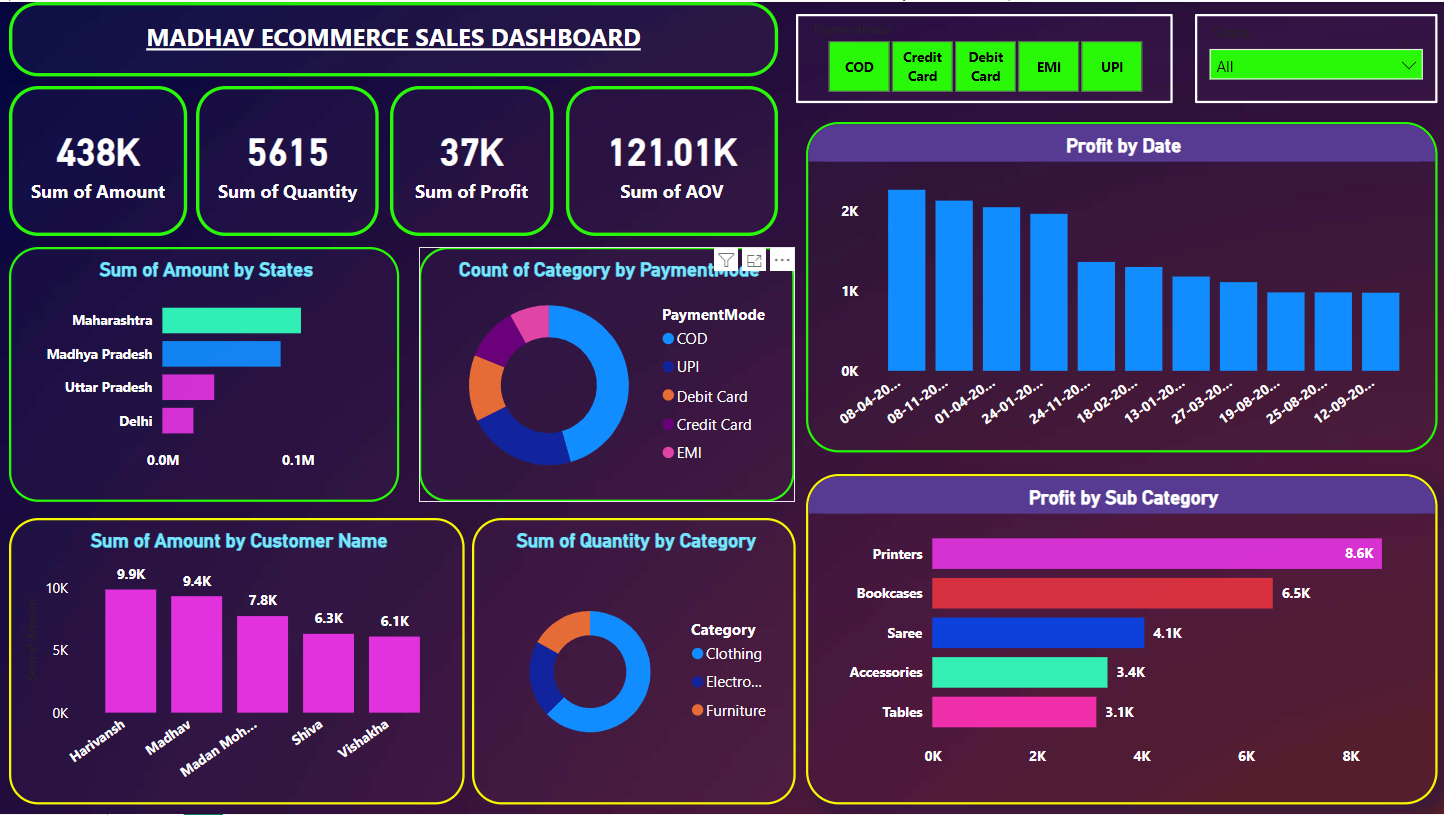 MADHAV ECOMMERCE SALES DASHBOARD
COD
Credit
Card
Debit
Card
EMI
UPI
All
438K
Sum of Amount
5615
Sum of Quantity
37K
Sum of Profit
121.01K
Sum of AOV
Profit by Date
2K
1K
0K
08-04-20...
08-11-20...
01-04-20...
24-01-20...
24-11-20...
18-02-20...
13-01-20...
27-03-20...
19-08-20...
25-08-20...
12-09-20...
Sum of Amount by States
Maharashtra
Madhya Pradesh
Uttar Pradesh
Delhi
0.0M
0.1M
Count of Category by PaymentMode
PaymentMode
COD
UPI
Debit Card
Credit Card
EMI
Sum of Amount by Customer Name
Sum of Amount
10K
5K
0K
9.9K
9.4K
7.8K
6.3K
6.1K
Harivansh
Madhav
Madan Moh...
Shiva
Vishakha
Sum of Quantity by Category
Category
Clothing
Electro...
Furniture
Profit by Sub Category
Printers
8.6K
Bookcases
6.5K
Saree
4.1K
Accessories
3.4K
Tables
3.1K
0K
2K
4K
6K
8K